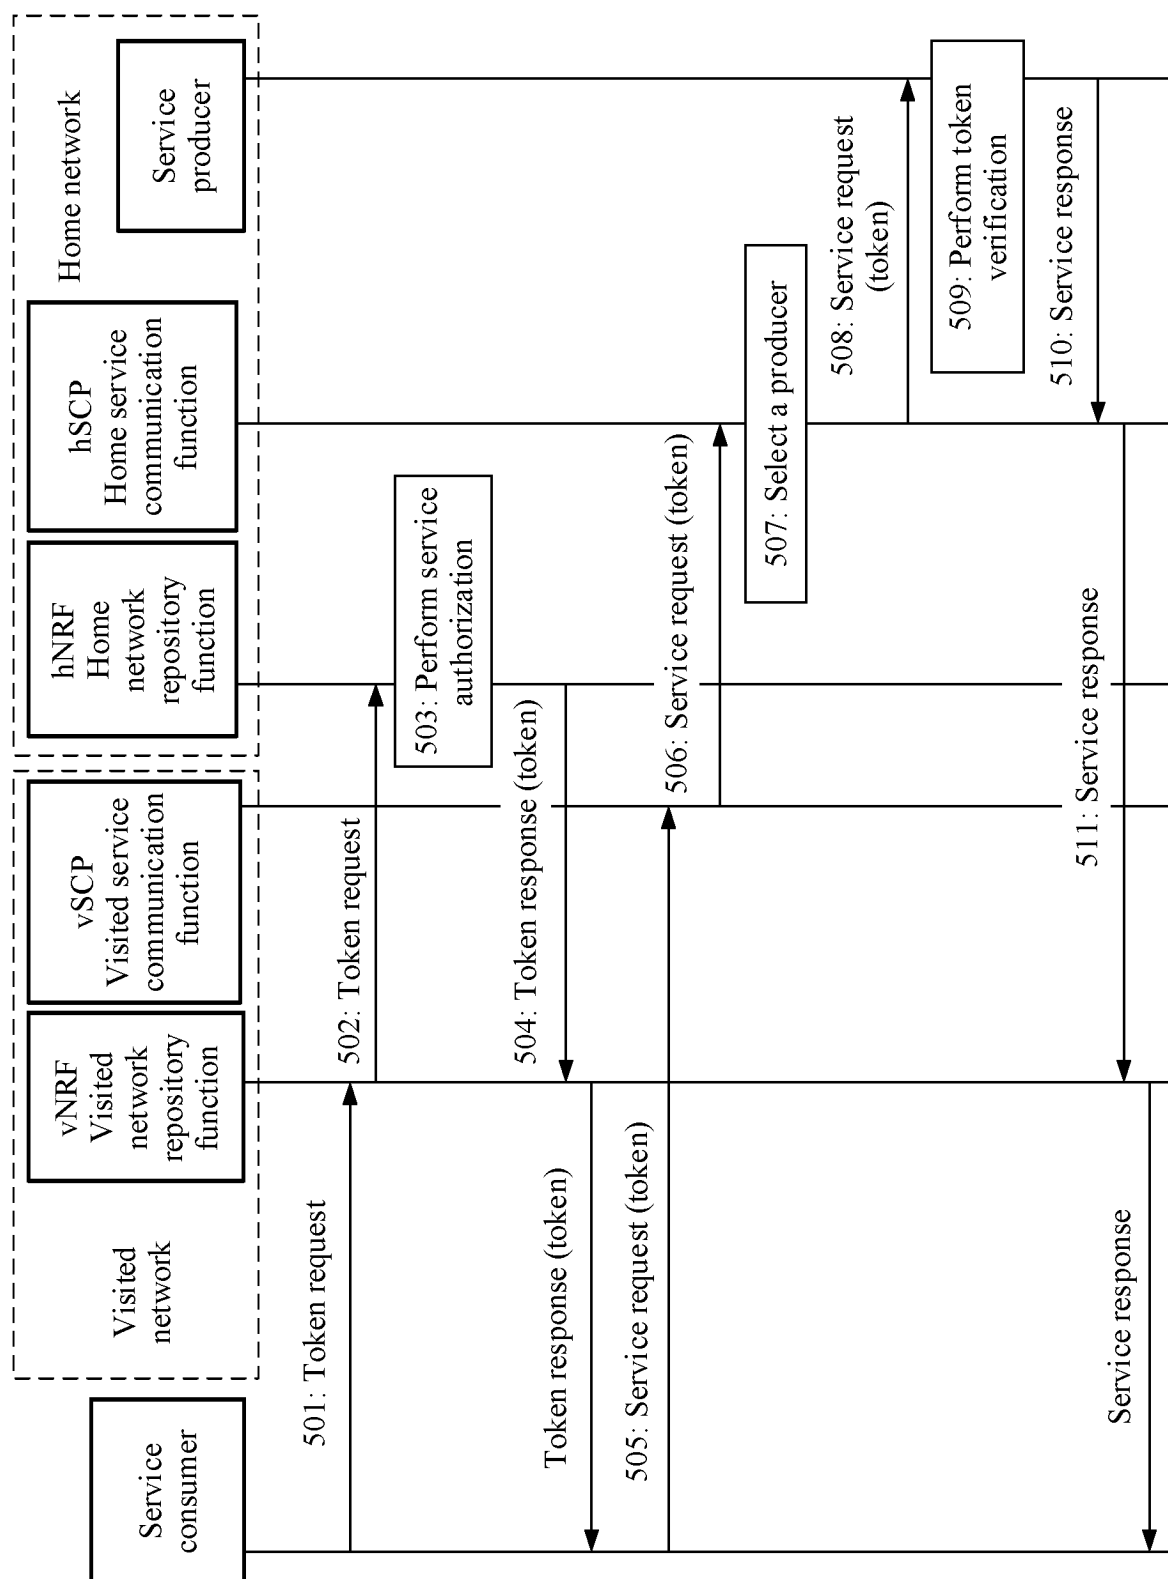 Service
consumer
Visited
network
vNRF
Visited
network
repository
function
vSCP
Visited service
communication
function
hNRF
Home
network
repository
function
hSCP
Home service
communication
function
Home network
Service
producer
501: Token request
502: Token request
503: Perform service
authorization
504: Token response (token)
Token response (token)
505: Service request (token)
506: Service request (token)
507: Select a producer
508: Service request
(token)
509: Perform token
verification
510: Service response
511: Service response
Service response